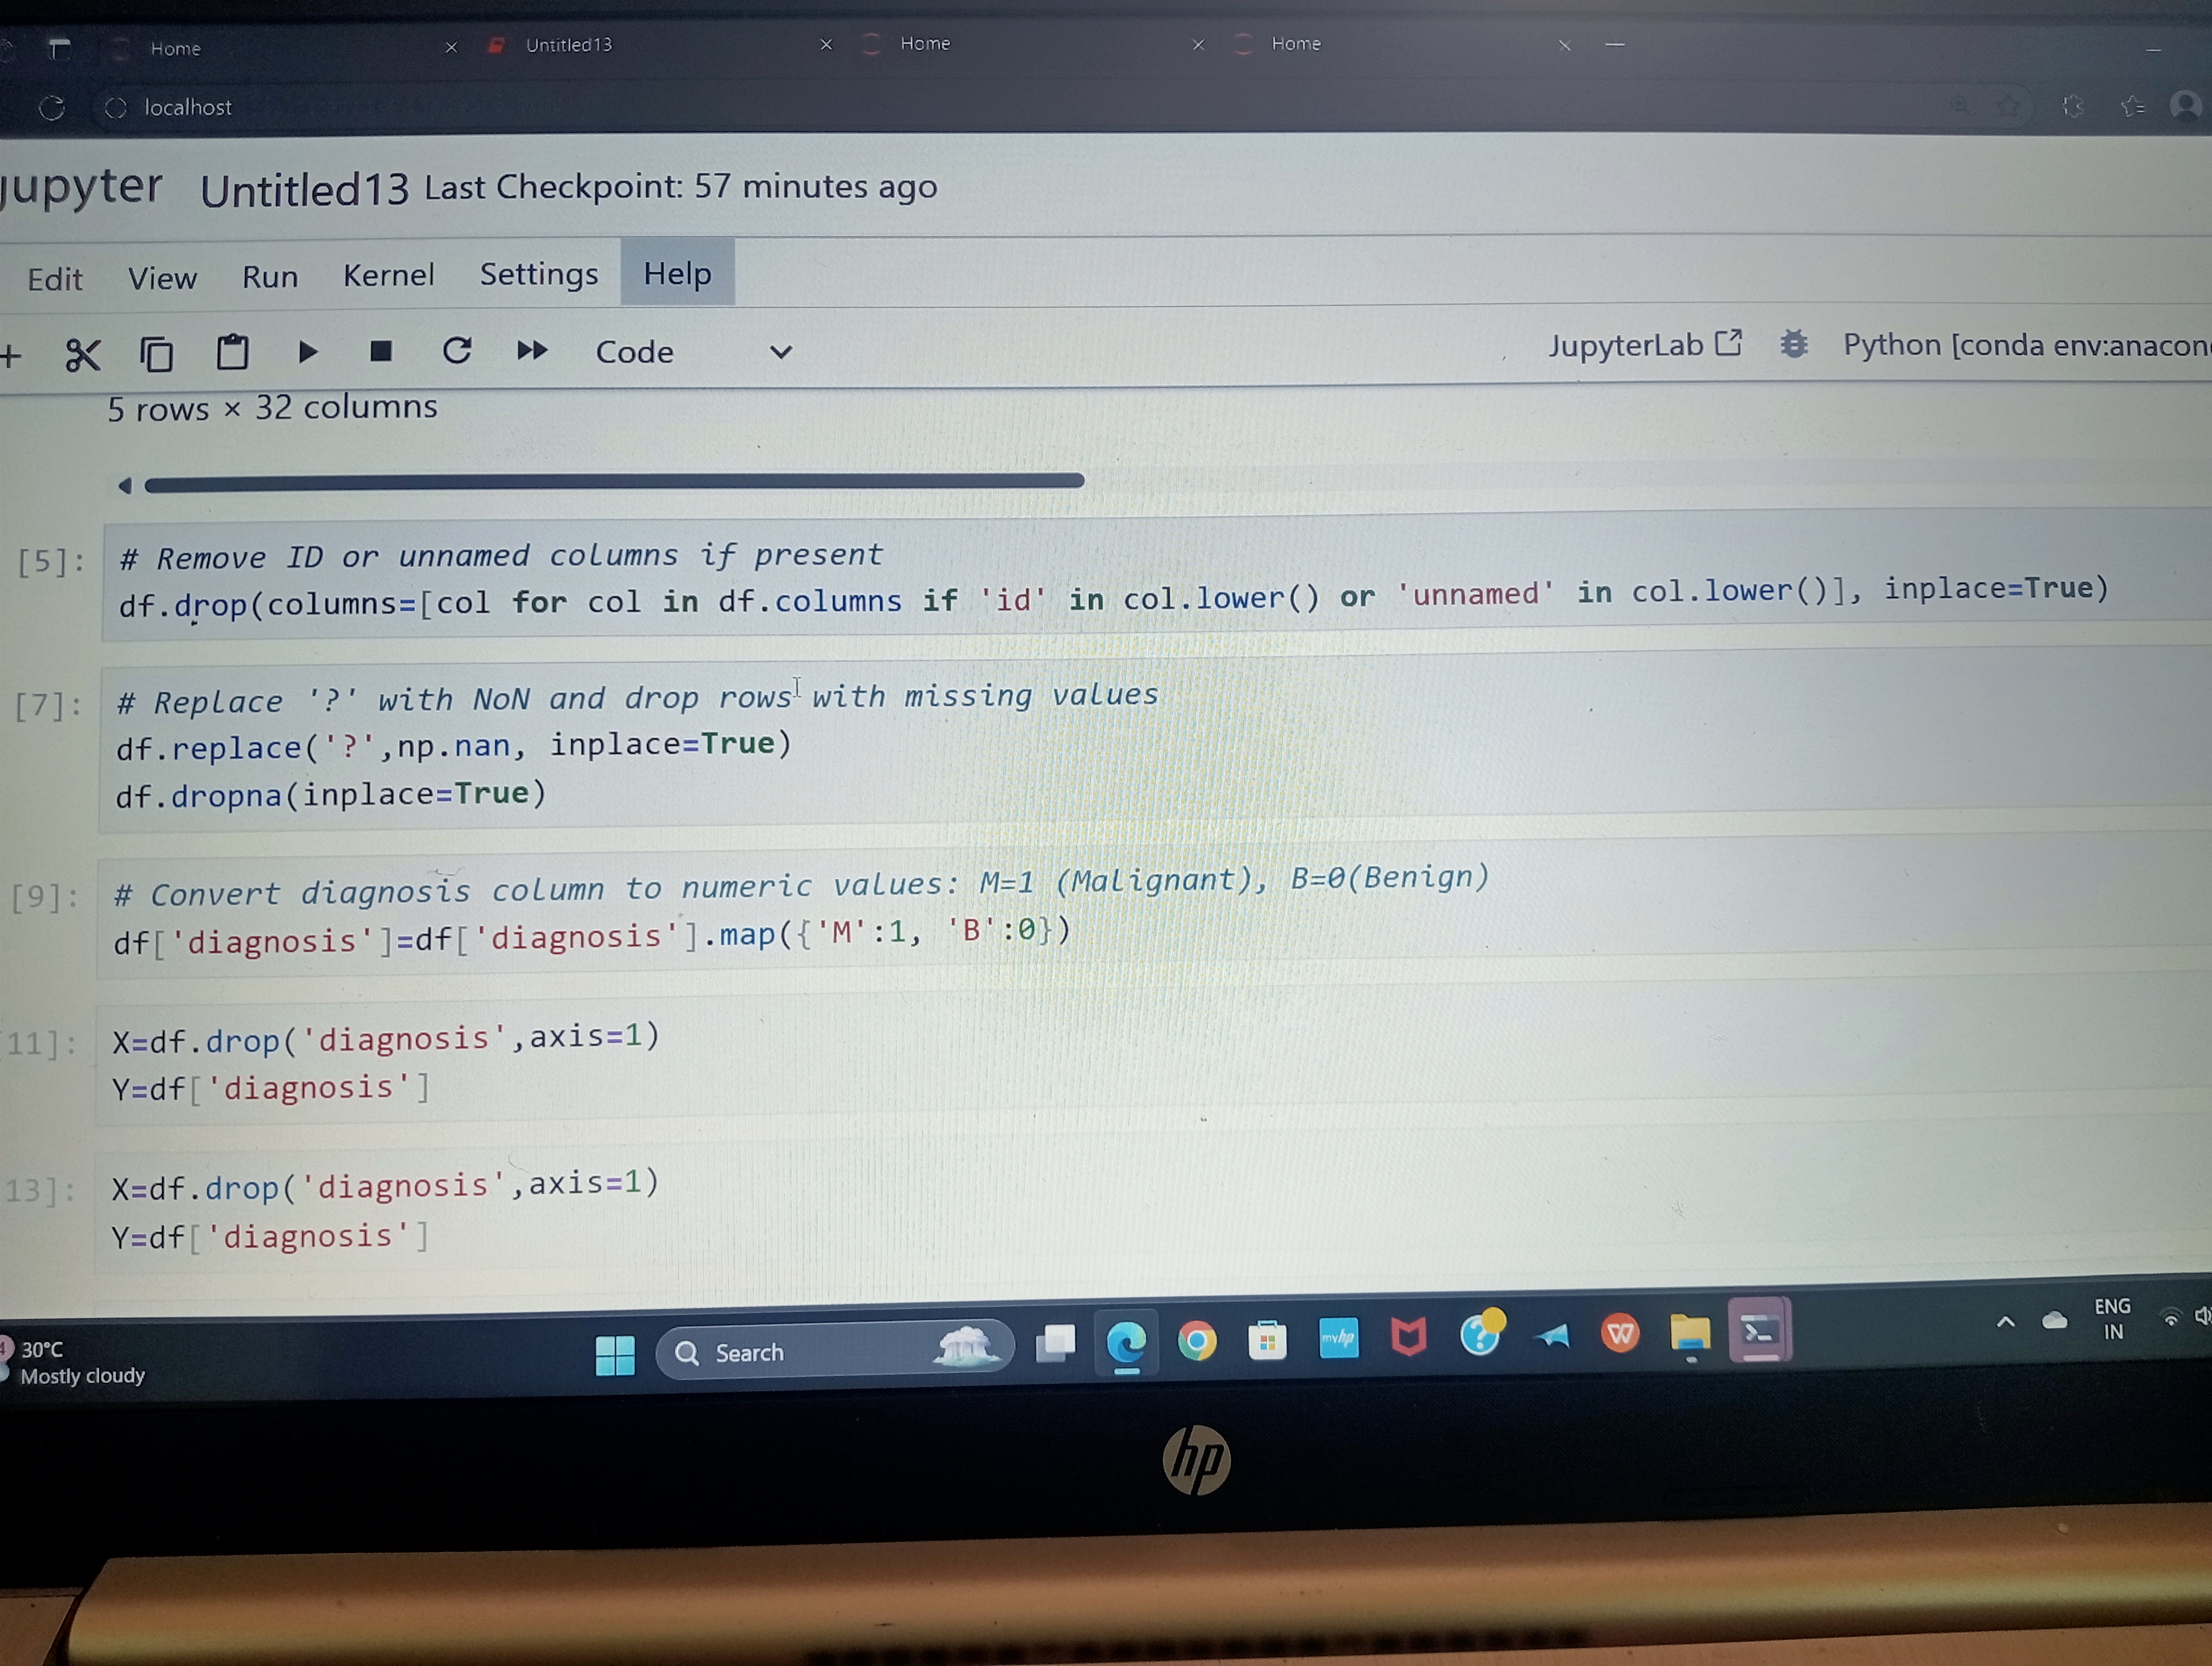 Home
Untitled13
Home
Home
localhost
jupyter Untitled13 Last Checkpoint: 57 minutes ago
Edit View Run Kernel Settings Help
Code
JupyterLab
Python [conda env:anacon
5 rows × 32 columns
[5]:
# Remove ID or unnamed columns if present
df.drop(columns=[col for col in df.columns if 'id' in col.lower() or 'unnamed' in col.lower()], inplace=True)
[7]:
# Replace '?' with NoN and drop rows with missing values
df.replace('?',np.nan, inplace=True)
df.dropna(inplace=True)
[9]:
# Convert diagnosis column to numeric values: M=1 (Malignant), B=0(Benign)
df['diagnosis']=df['diagnosis'].map({'M':1, 'B':0})
[11]:
X=df.drop('diagnosis',axis=1)
Y=df['diagnosis']
13]:
X=df.drop('diagnosis',axis=1)
Y=df['diagnosis']
4
30°C
Mostly cloudy
Search
myhp
W
ENG
IN
hp